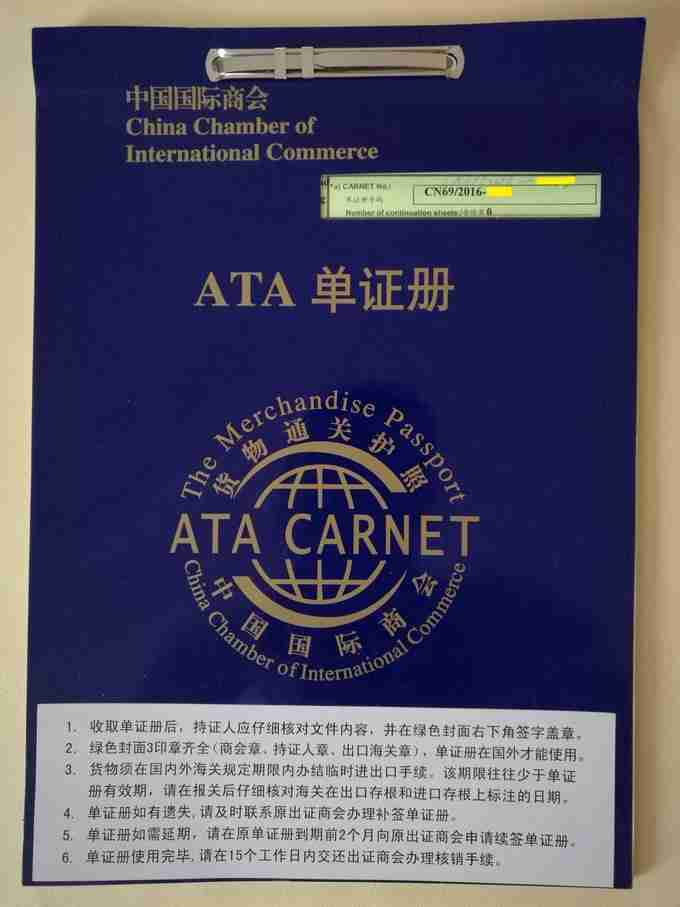 中国国际商会
China Chamber of
International Commerce
*a) CARNET No./
CN69/2016-
单证册号码
Number of continuation sheets./
0
ATA 单证册
The Merchandise Passport
货物通关护照
ATA CARNET
中国国际商会
China Chamber of International Commerce
1. 收取单证册后，持证人应仔细核对文件内容，并在绿色封面右下角签字盖章。
2. 绿色封面3印章齐全（商会章、持证人章、出口海关章），单证册在国外才能使用。
3. 货物须在国内外海关规定期限内办结临时进出口手续。该期限往往少于单证
册有效期，请在报关后仔细核对海关在出口存根和进口存根上标注的日期。
4. 单证册如有遗失,请及时联系原出证商会办理补签单证册。
5. 单证册如需延期，请在原单证册到期前2个月向原出证商会申请续签单证册。
6. 单证册使用完毕,请在15个工作日内交还出证商会办理核销手续。